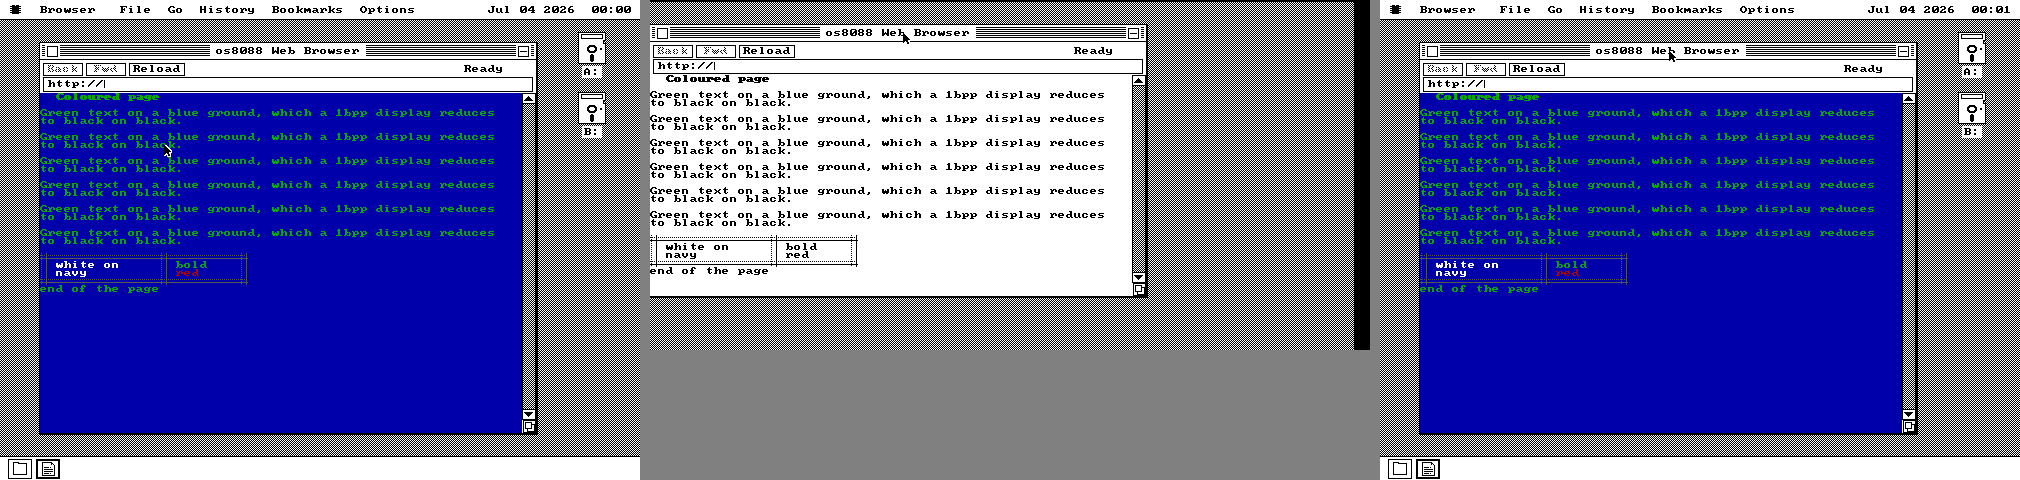 Browser File Go History Bookmarks Options Jul 04 2026 00:00
os8088 Web Browser
Back Fwd Reload Ready
http://
Coloured page
Green text on a blue ground, which a 1bpp display reduces
to black on black.
Green text on a blue ground, which a 1bpp display reduces
to black on black.
Green text on a blue ground, which a 1bpp display reduces
to black on black.
Green text on a blue ground, which a 1bpp display reduces
to black on black.
Green text on a blue ground, which a 1bpp display reduces
to black on black.
Green text on a blue ground, which a 1bpp display reduces
to black on black.
white on bold
navy red
end of the page
A:
B:
os8088 Web Browser
Back Fwd Reload Ready
http://
Coloured page
Green text on a blue ground, which a 1bpp display reduces
to black on black.
Green text on a blue ground, which a 1bpp display reduces
to black on black.
Green text on a blue ground, which a 1bpp display reduces
to black on black.
Green text on a blue ground, which a 1bpp display reduces
to black on black.
Green text on a blue ground, which a 1bpp display reduces
to black on black.
Green text on a blue ground, which a 1bpp display reduces
to black on black.
white on bold
navy red
end of the page
Browser File Go History Bookmarks Options Jul 04 2026 00:01
os8088 Web Browser
Back Fwd Reload Ready
http://
Coloured page
Green text on a blue ground, which a 1bpp display reduces
to black on black.
Green text on a blue ground, which a 1bpp display reduces
to black on black.
Green text on a blue ground, which a 1bpp display reduces
to black on black.
Green text on a blue ground, which a 1bpp display reduces
to black on black.
Green text on a blue ground, which a 1bpp display reduces
to black on black.
Green text on a blue ground, which a 1bpp display reduces
to black on black.
white on bold
navy red
end of the page
A:
B: